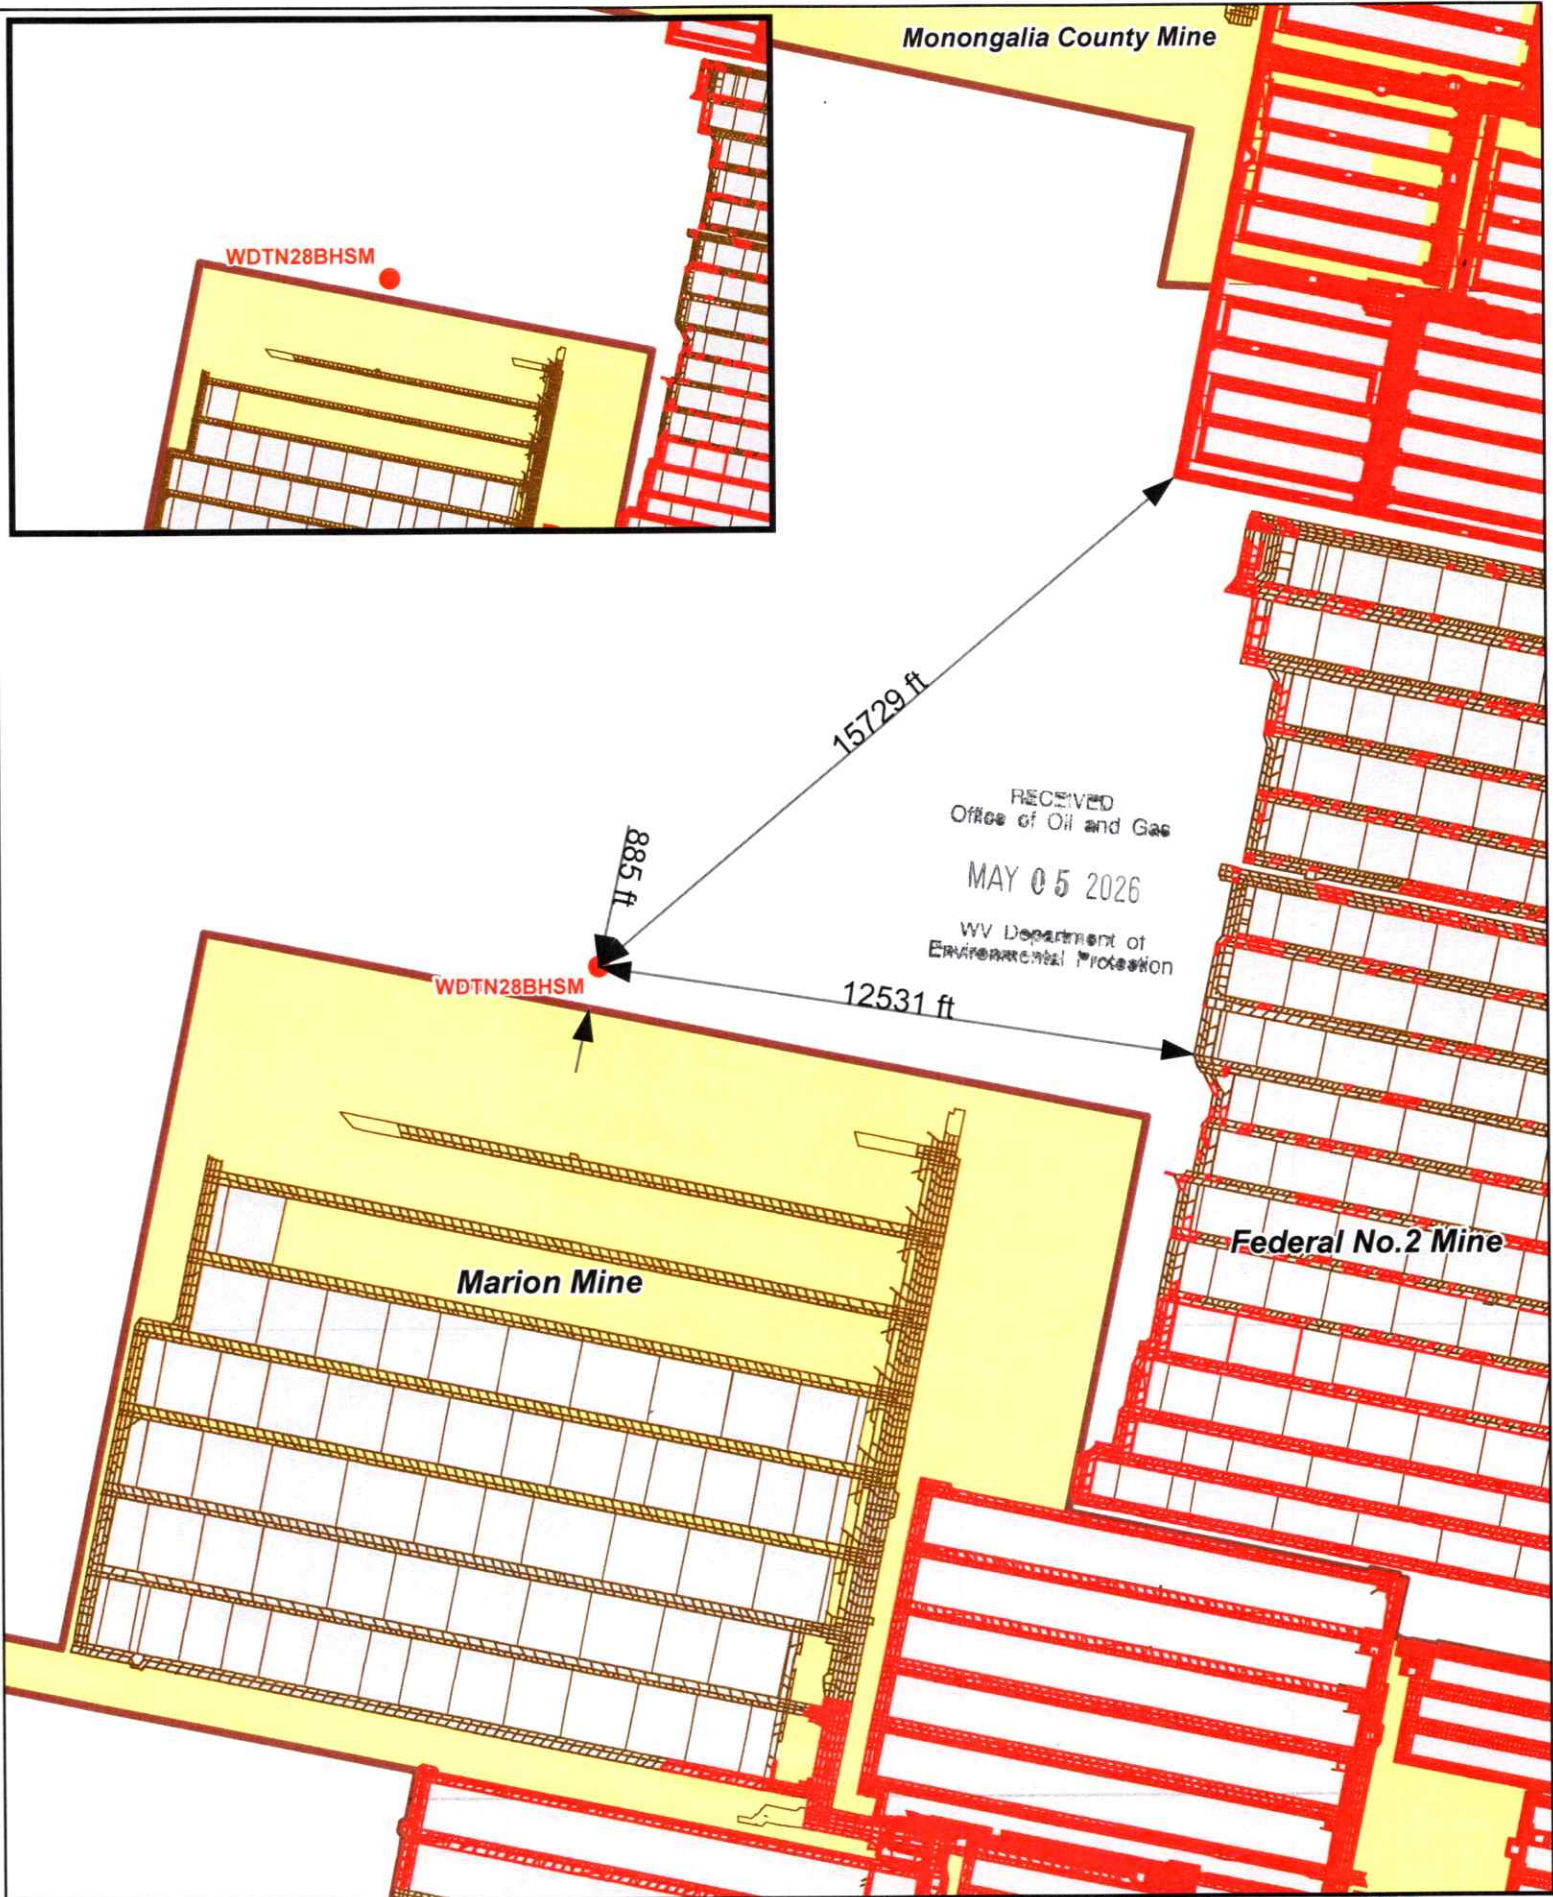 Monongalia County Mine
WDTN28BHSM
15729 ft
RECEIVED
Office of Oil and Gas
MAY 05 2026
WV Department of
Environmental Protection
885 ft
WDTN28BHSM
12531 ft
Federal No.2 Mine
Marion Mine